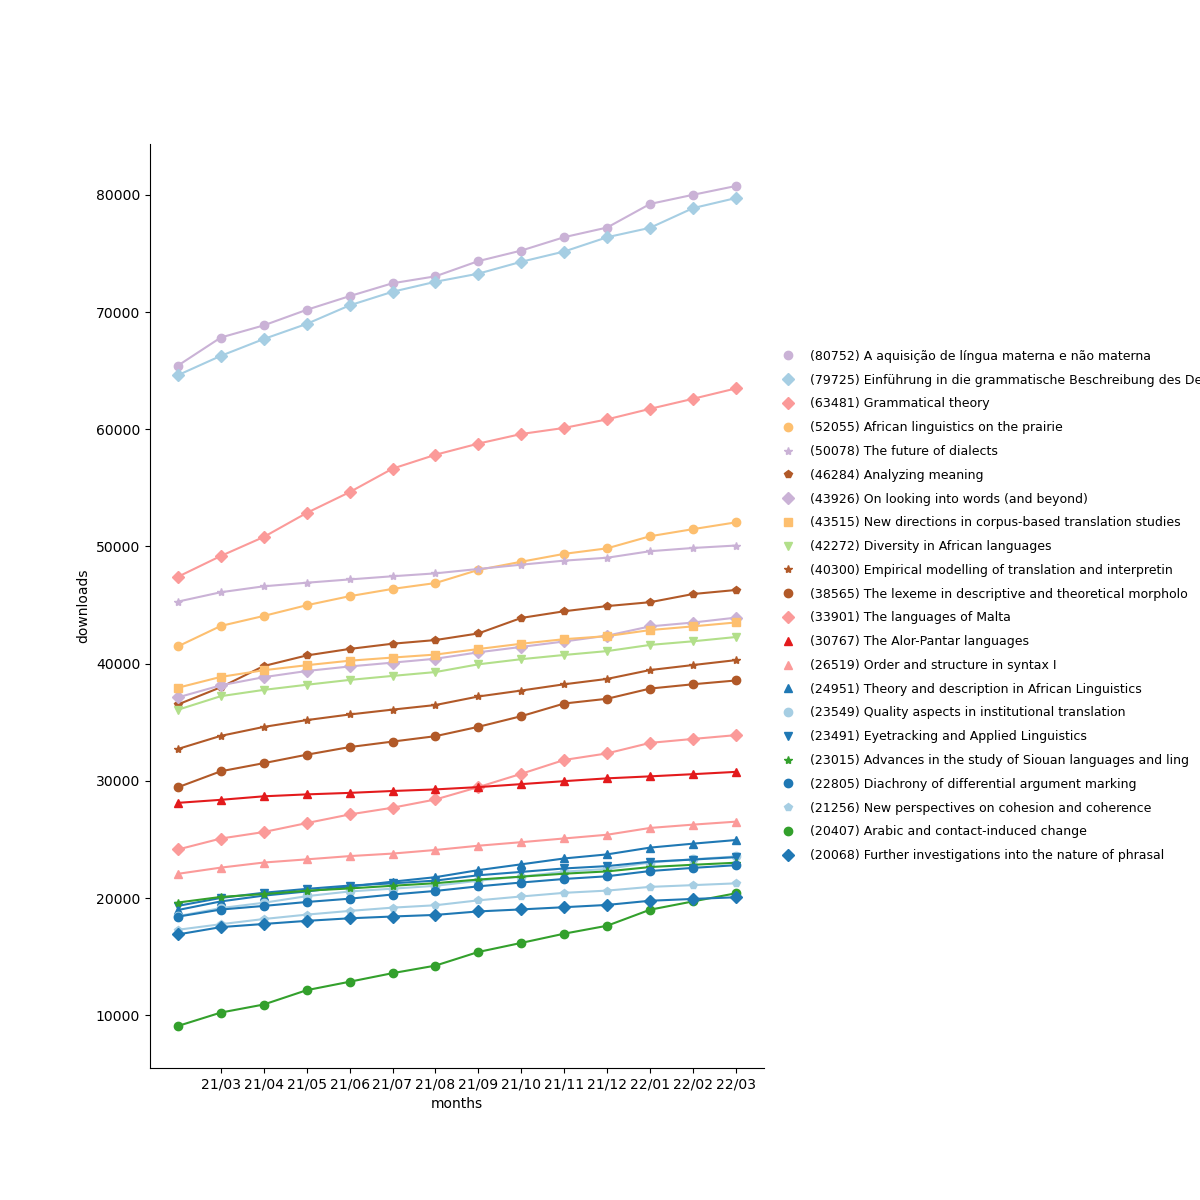 80000
70000
60000
50000
40000
30000
20000
10000
downloads
21/03 21/04 21/05 21/06 21/07 21/08 21/09 21/10 21/11 21/12 22/01 22/02 22/03
months
(80752) A aquisição de língua materna e não materna
(79725) Einführung in die grammatische Beschreibung des De
(63481) Grammatical theory
(52055) African linguistics on the prairie
(50078) The future of dialects
(46284) Analyzing meaning
(43926) On looking into words (and beyond)
(43515) New directions in corpus-based translation studies
(42272) Diversity in African languages
(40300) Empirical modelling of translation and interpretin
(38565) The lexeme in descriptive and theoretical morpholo
(33901) The languages of Malta
(30767) The Alor-Pantar languages
(26519) Order and structure in syntax I
(24951) Theory and description in African Linguistics
(23549) Quality aspects in institutional translation
(23491) Eyetracking and Applied Linguistics
(23015) Advances in the study of Siouan languages and ling
(22805) Diachrony of differential argument marking
(21256) New perspectives on cohesion and coherence
(20407) Arabic and contact-induced change
(20068) Further investigations into the nature of phrasal